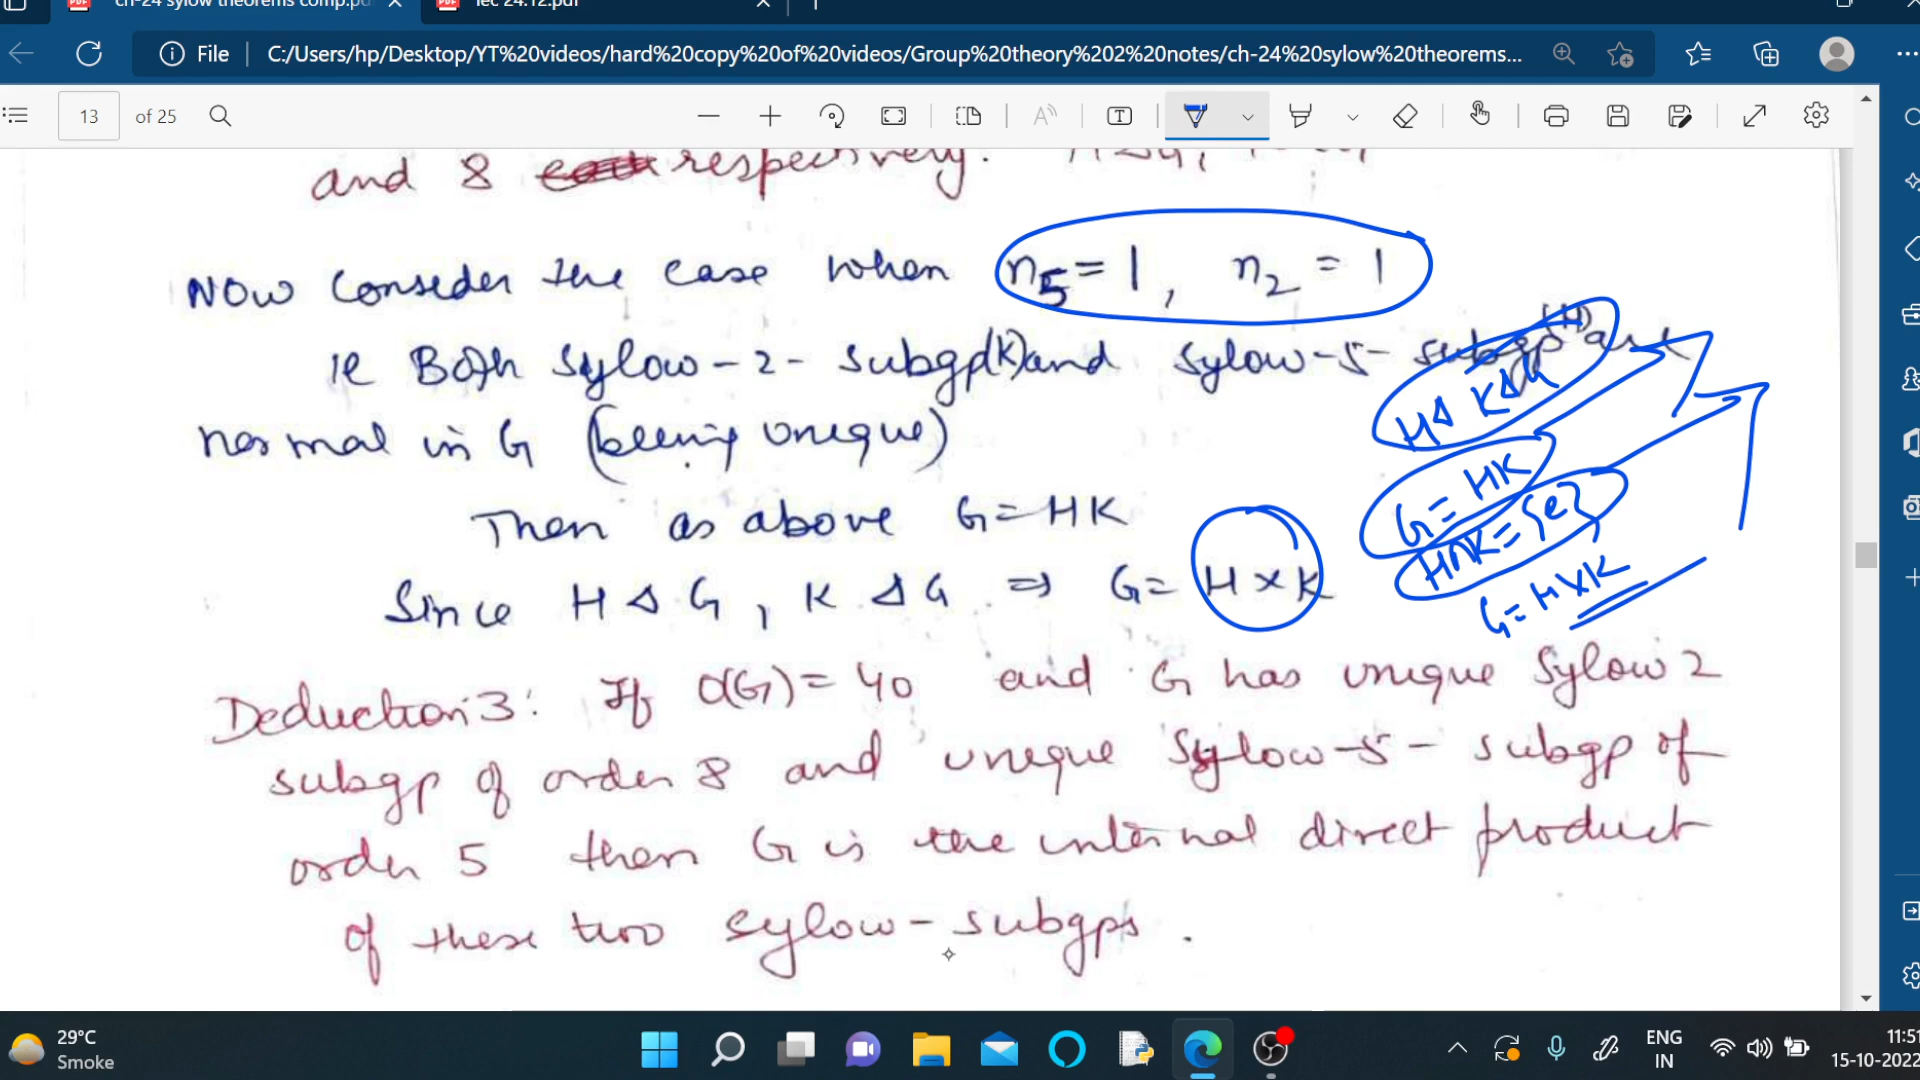 ch-24 sylow theorems comp.pd
lec 24.12.pdf
File
C:/Users/hp/Desktop/YT%20videos/hard%20copy%20of%20videos/Group%20theory%202%20notes/ch-24%20sylow%20theorems...
13 of 25
and 8 respectively.
Now Consider the case when n₅ = 1, n₂ = 1
ie Both Sylow-2-subgp(K) and Sylow-5-subgp(H) are
normal in G (being unique)
Then as above G=HK
Since H Δ G, K Δ G ⇒ G= H×K
H Δ K Δ G
G= HK
H∩K= {e}
G= H×K
Deduction 3: If O(G)= 40 and G has unique Sylow 2
subgp of order 8 and unique Sylow-5-subgp of
order 5 then G is the internal direct product
of these two sylow-subgps.
29°C
Smoke
ENG
IN
11:51
15-10-2022